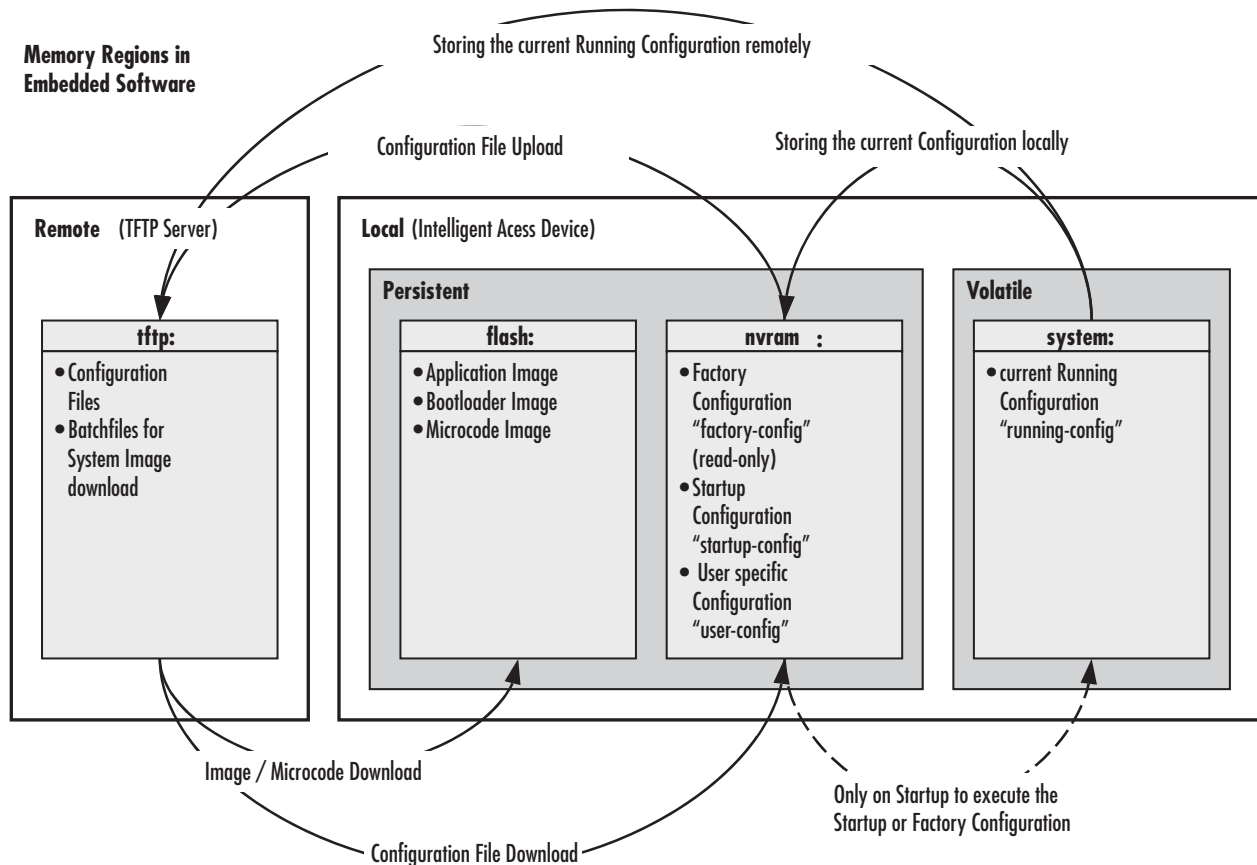 Memory Regions in
Embedded Software
Storing the current Running Configuration remotely
Configuration File Upload
Storing the current Configuration locally
Remote (TFTP Server)
Local (Intelligent Acess Device)
Persistent
Volatile
tftp:
• Configuration
Files
• Batchfiles for
System Image
download
flash:
• Application Image
• Bootloader Image
• Microcode Image
nvram :
• Factory
Configuration
“factory-config”
(read-only)
• Startup
Configuration
“startup-config”
• User specific
Configuration
“user-config”
system:
• current Running
Configuration
“running-config”
Image / Microcode Download
Configuration File Download
Only on Startup to execute the
Startup or Factory Configuration